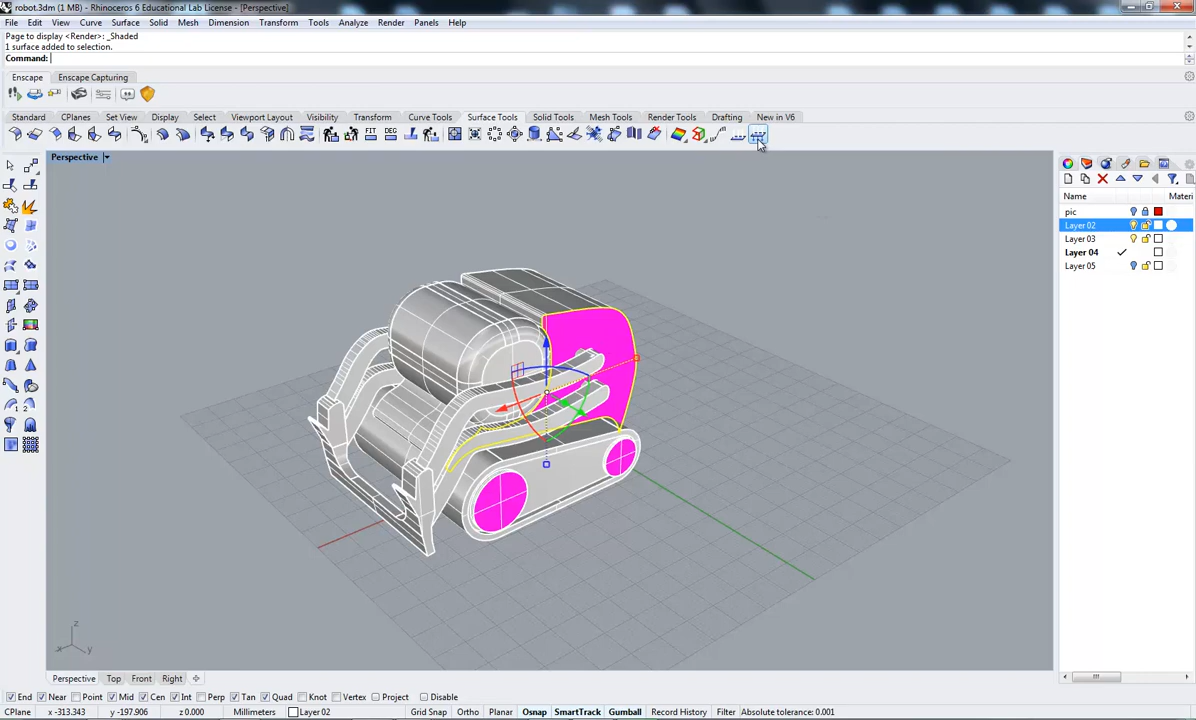 robot.3dm (1 MB) - Rhinoceros 6 Educational Lab License - [Perspective]
File Edit View Curve Surface Solid Mesh Dimension Transform Tools Analyze Render Panels Help
Page to display <Render>: _Shaded
1 surface added to selection.
Command:
Enscape Enscape Capturing
Standard CPlanes Set View Display Select Viewport Layout Visibility Transform Curve Tools Surface Tools Solid Tools Mesh Tools Render Tools Drafting New in V6
FIT DEG
Perspective
Name Materi
pic
Layer 02
Layer 03
Layer 04
Layer 05
z
x y
Perspective Top Front Right
End Near Point Mid Cen Int Perp Tan Quad Knot Vertex Project Disable
CPlane x -313.343 y -197.906 z 0.000 Millimeters Layer 02 Grid Snap Ortho Planar Osnap SmartTrack Gumball Record History Filter Absolute tolerance: 0.001